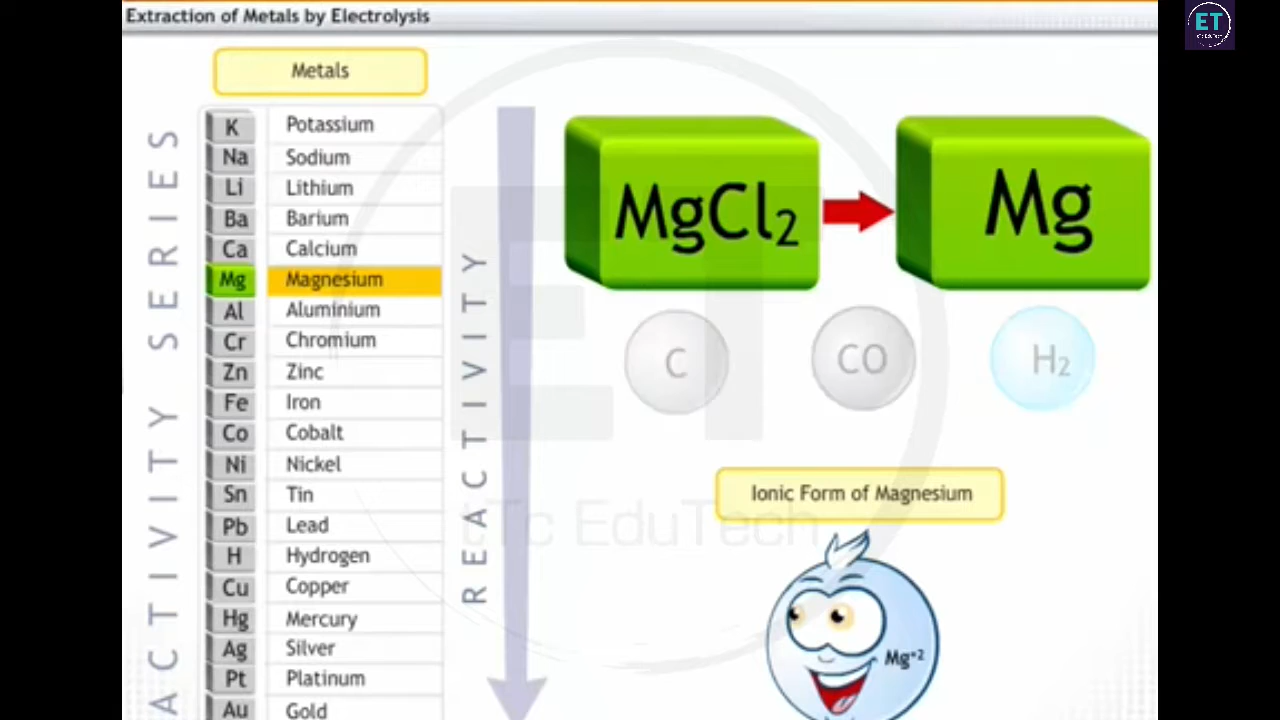 Extraction of Metals by Electrolysis
ET
Metals
ACTIVITY SERIES
K Potassium
Na Sodium
Li Lithium
Ba Barium
Ca Calcium
Mg Magnesium
Al Aluminium
Cr Chromium
Zn Zinc
Fe Iron
Co Cobalt
Ni Nickel
Sn Tin
Pb Lead
H Hydrogen
Cu Copper
Hg Mercury
Ag Silver
Pt Platinum
Au Gold
REACTIVITY
MgCl₂
Mg
C
CO
H₂
Ionic Form of Magnesium
Mg⁺²
ET
tTc EduTech